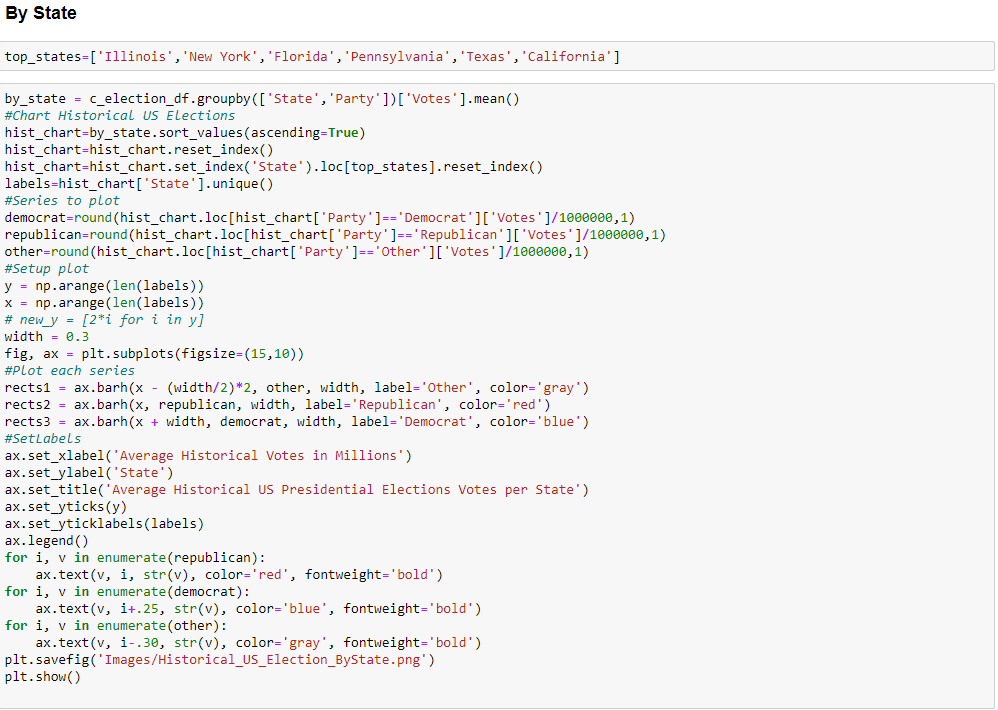 By State
top_states=['Illinois','New York','Florida','Pennsylvania','Texas','California']
by_state = c_election_df.groupby(['State','Party'])['Votes'].mean()
#Chart Historical US Elections
hist_chart=by_state.sort_values(ascending=True)
hist_chart=hist_chart.reset_index()
hist_chart=hist_chart.set_index('State').loc[top_states].reset_index()
labels=hist_chart['State'].unique()
#Series to plot
democrat=round(hist_chart.loc[hist_chart['Party']=='Democrat']['Votes']/1000000,1)
republican=round(hist_chart.loc[hist_chart['Party']=='Republican']['Votes']/1000000,1)
other=round(hist_chart.loc[hist_chart['Party']=='Other']['Votes']/1000000,1)
#Setup plot
y = np.arange(len(labels))
x = np.arange(len(labels))
# new_y = [2*i for i in y]
width = 0.3
fig, ax = plt.subplots(figsize=(15,10))
#Plot each series
rects1 = ax.barh(x - (width/2)*2, other, width, label='Other', color='gray')
rects2 = ax.barh(x, republican, width, label='Republican', color='red')
rects3 = ax.barh(x + width, democrat, width, label='Democrat', color='blue')
#SetLabels
ax.set_xlabel('Average Historical Votes in Millions')
ax.set_ylabel('State')
ax.set_title('Average Historical US Presidential Elections Votes per State')
ax.set_yticks(y)
ax.set_yticklabels(labels)
ax.legend()
for i, v in enumerate(republican):
    ax.text(v, i, str(v), color='red', fontweight='bold')
for i, v in enumerate(democrat):
    ax.text(v, i+.25, str(v), color='blue', fontweight='bold')
for i, v in enumerate(other):
    ax.text(v, i-.30, str(v), color='gray', fontweight='bold')
plt.savefig('Images/Historical_US_Election_ByState.png')
plt.show()